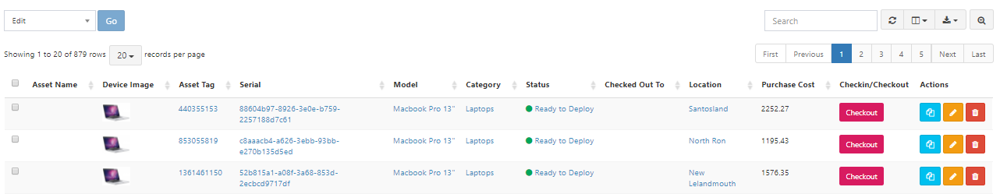 Edit Go Search
Showing 1 to 20 of 879 rows 20 records per page First Previous 1 2 3 4 5 Next Last
Asset Name Device Image Asset Tag Serial Model Category Status Checked Out To Location Purchase Cost Checkin/Checkout Actions
440355153 88604b97-8926-3e0e-b759-2257188d7c61 Macbook Pro 13" Laptops Ready to Deploy Santosland 2252.27 Checkout
853055819 c8aaacb4-a626-3ebb-93bb-e270b135d5ed Macbook Pro 13" Laptops Ready to Deploy North Ron 1195.43 Checkout
1361461150 52b815a1-a08f-3a68-853d-2ecbcd9717df Macbook Pro 13" Laptops Ready to Deploy New Lelandmouth 1576.35 Checkout